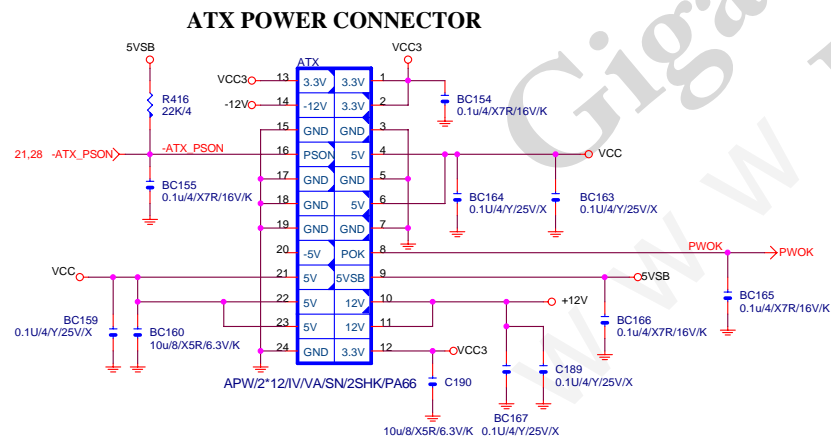 ATX POWER CONNECTOR
5VSB
VCC3
ATX
R416
22K/4
VCC3
13
3.3V
3.3V
1
-12V
14
-12V
3.3V
2
BC154
0.1u/4/X7R/16V/K
15
GND
GND
3
21,28
-ATX_PSON
-ATX_PSON
16
PSON
5V
4
VCC
17
GND
GND
5
BC155
0.1u/4/X7R/16V/K
18
GND
5V
6
BC164
0.1U/4/Y/25V/X
BC163
0.1U/4/Y/25V/X
19
GND
GND
7
20
-5V
POK
8
PWOK
PWOK
VCC
21
5V
5VSB
9
5VSB
22
5V
12V
10
+12V
BC165
0.1u/4/X7R/16V/K
BC159
0.1U/4/Y/25V/X
BC160
10u/8/X5R/6.3V/K
23
5V
12V
11
BC166
0.1u/4/X7R/16V/K
24
GND
3.3V
12
VCC3
APW/2*12/IV/VA/SN/2SHK/PA66
C190
10u/8/X5R/6.3V/K
C189
0.1U/4/Y/25V/X
BC167
0.1U/4/Y/25V/X
Giga
w w w